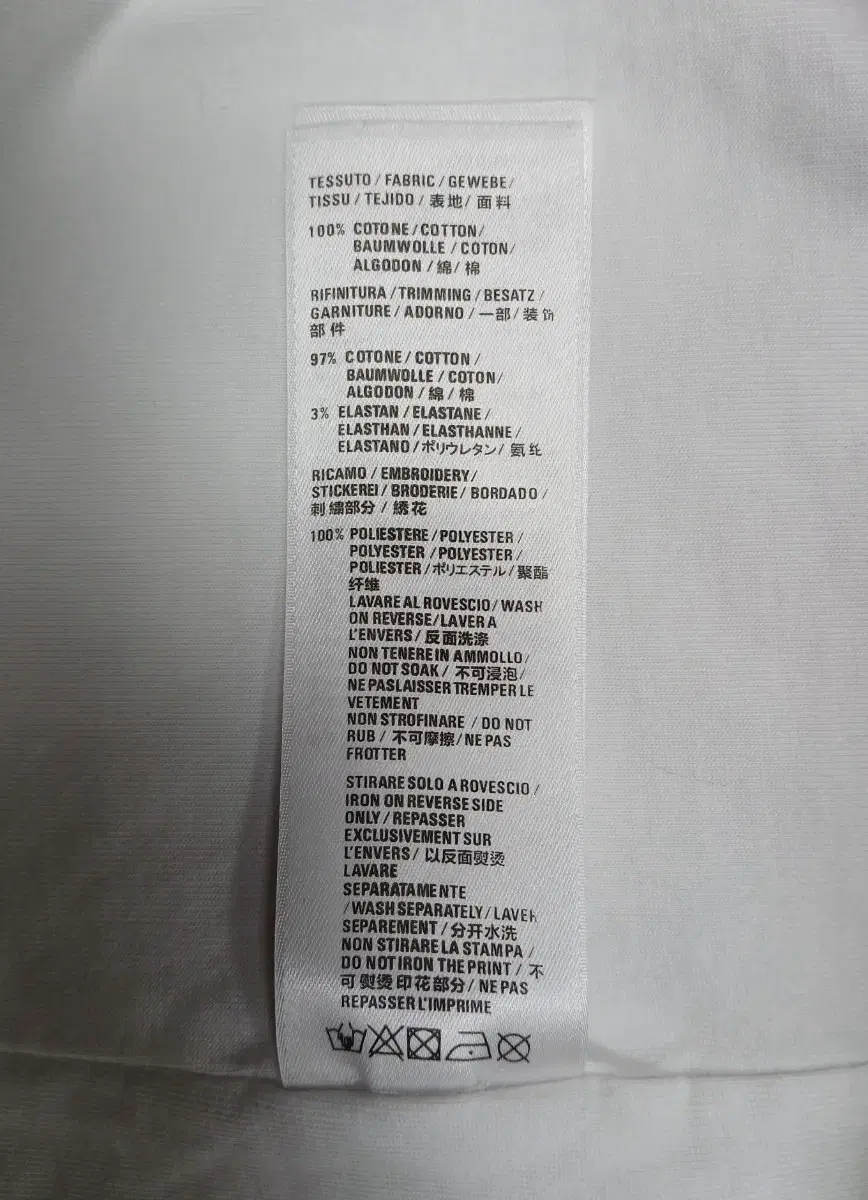 TESSUTO / FABRIC / GEWEBE /
TISSU / TEJIDO / 表地 / 面料
100% COTONE / COTTON /
BAUMWOLLE / COTON /
ALGODON / 綿 / 棉
RIFINITURA / TRIMMING / BESATZ /
GARNITURE / ADORNO / 一部 / 装饰
部件
97% COTONE / COTTON /
BAUMWOLLE / COTON /
ALGODON / 綿 / 棉
3% ELASTAN / ELASTANE /
ELASTHAN / ELASTHANNE /
ELASTANO / ポリウレタン / 氨纶
RICAMO / EMBROIDERY /
STICKEREI / BRODERIE / BORDADO /
刺繍部分 / 绣花
100% POLIESTERE / POLYESTER /
POLYESTER / POLYESTER /
POLIESTER / ポリエステル / 聚酯
纤维
LAVARE AL ROVESCIO / WASH
ON REVERSE / LAVER A
L'ENVERS / 反面洗涤
NON TENERE IN AMMOLLO /
DO NOT SOAK / 不可浸泡 /
NE PAS LAISSER TREMPER LE
VETEMENT
NON STROFINARE / DO NOT
RUB / 不可摩擦 / NE PAS
FROTTER
STIRARE SOLO A ROVESCIO /
IRON ON REVERSE SIDE
ONLY / REPASSER
EXCLUSIVEMENT SUR
L'ENVERS / 以反面熨烫
LAVARE
SEPARATAMENTE
/ WASH SEPARATELY / LAVER
SEPAREMENT / 分开水洗
NON STIRARE LA STAMPA /
DO NOT IRON THE PRINT / 不
可熨烫印花部分 / NE PAS
REPASSER L'IMPRIME